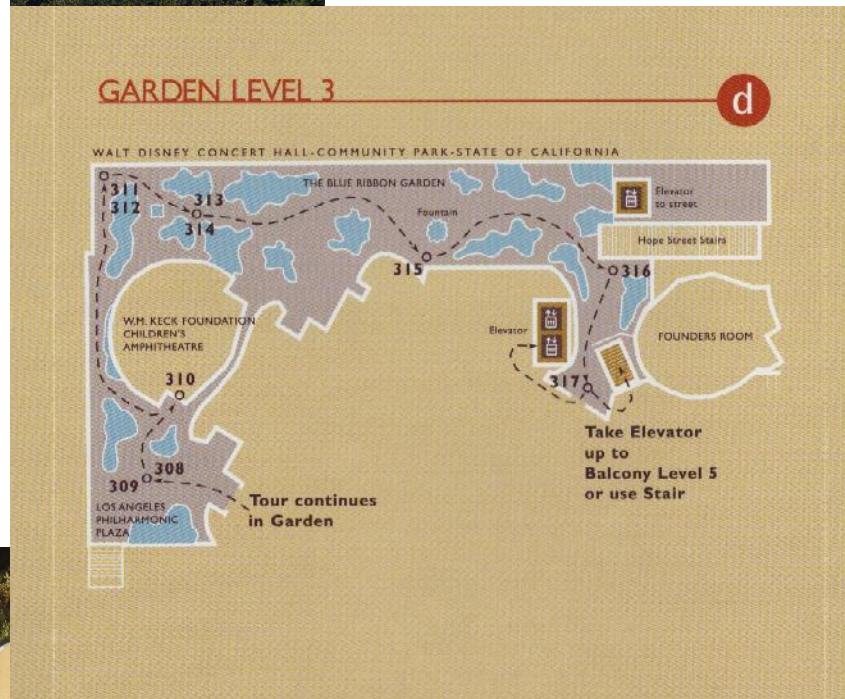 GARDEN LEVEL 3
d
WALT DISNEY CONCERT HALL-COMMUNITY PARK-STATE OF CALIFORNIA
311
312
313
314
THE BLUE RIBBON GARDEN
Fountain
Elevator
to street
Hope Street Stairs
315
316
W.M. KECK FOUNDATION
CHILDREN'S
AMPHITHEATRE
Elevator
FOUNDERS ROOM
310
317
308
309
LOS ANGELES
PHILHARMONIC
PLAZA
Tour continues
in Garden
Take Elevator
up to
Balcony Level 5
or use Stair